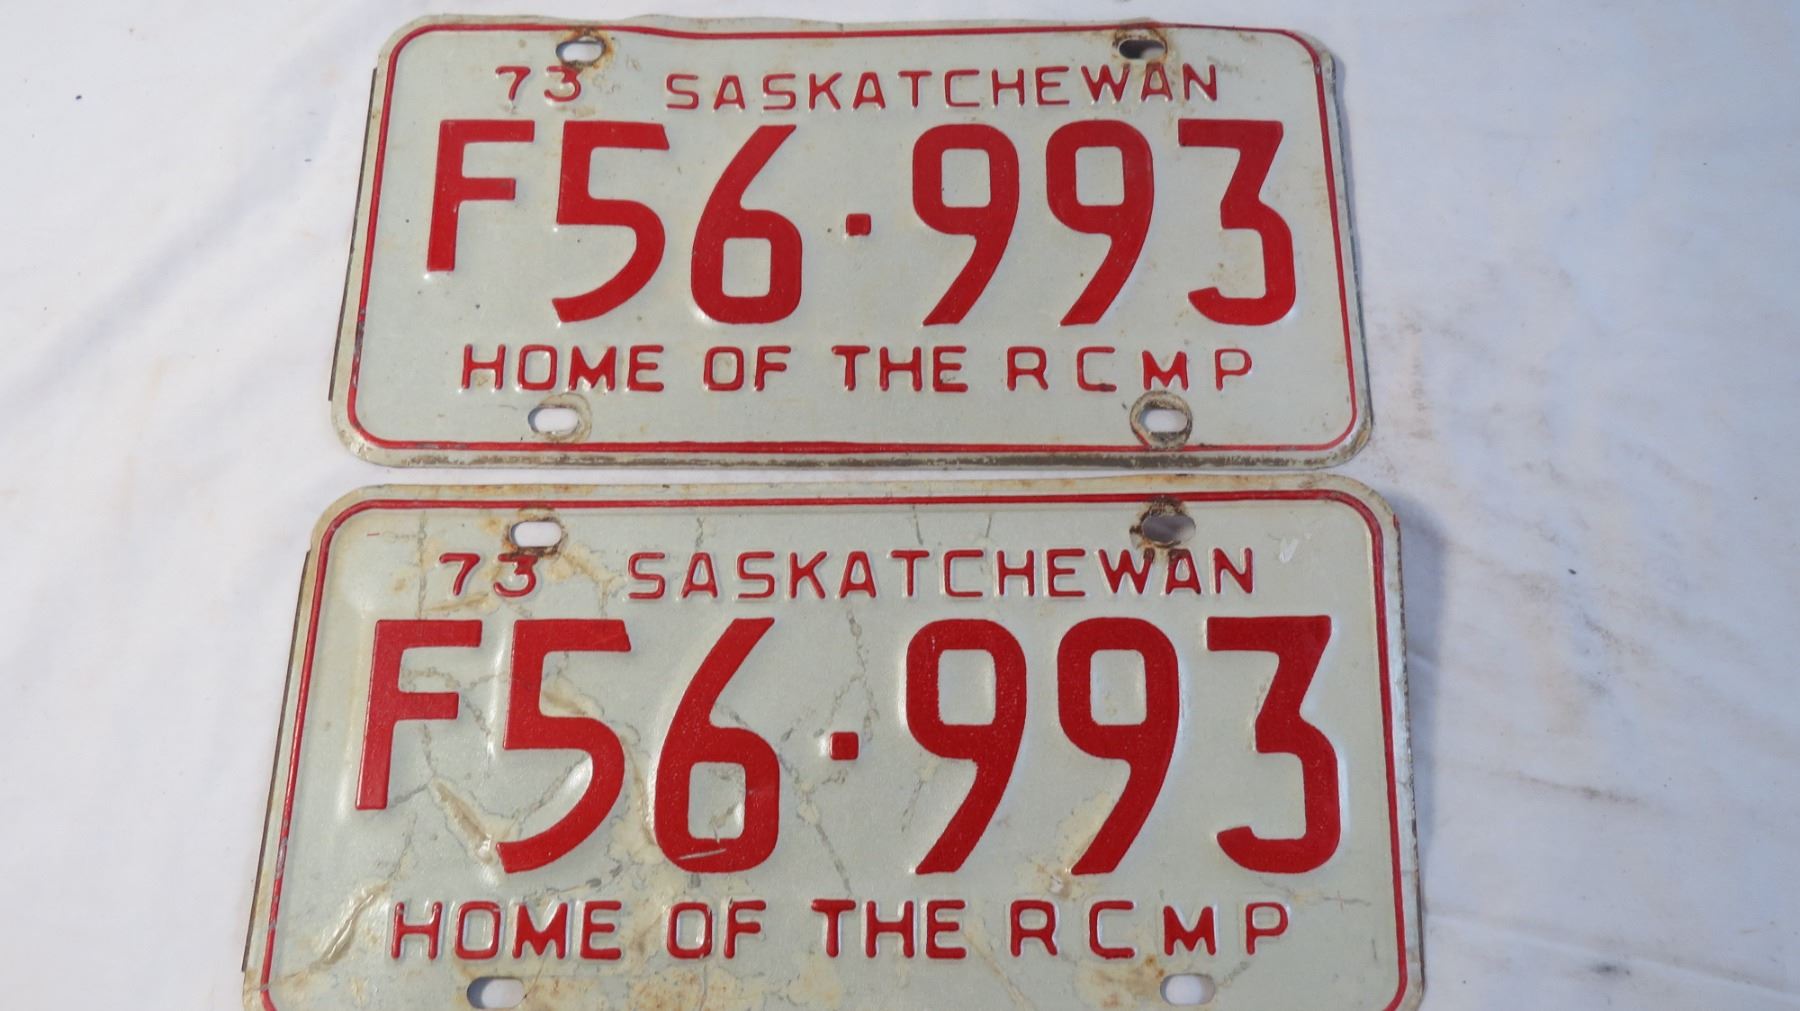 73 SASKATCHEWAN
F56·993
HOME OF THE RCMP
73 SASKATCHEWAN
F56·993
HOME OF THE RCMP